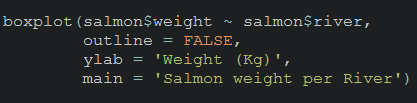 boxplot(salmon$weight ~ salmon$river,
outline = FALSE,
ylab = 'Weight (Kg)',
main = 'Salmon weight per River')